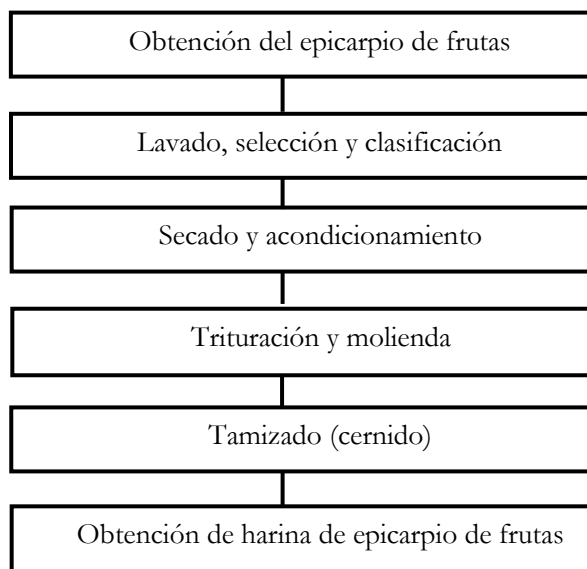 Obtención del epicarpio de frutas
Lavado, selección y clasificación
Secado y acondicionamiento
Trituración y molienda
Tamizado (cernido)
Obtención de harina de epicarpio de frutas